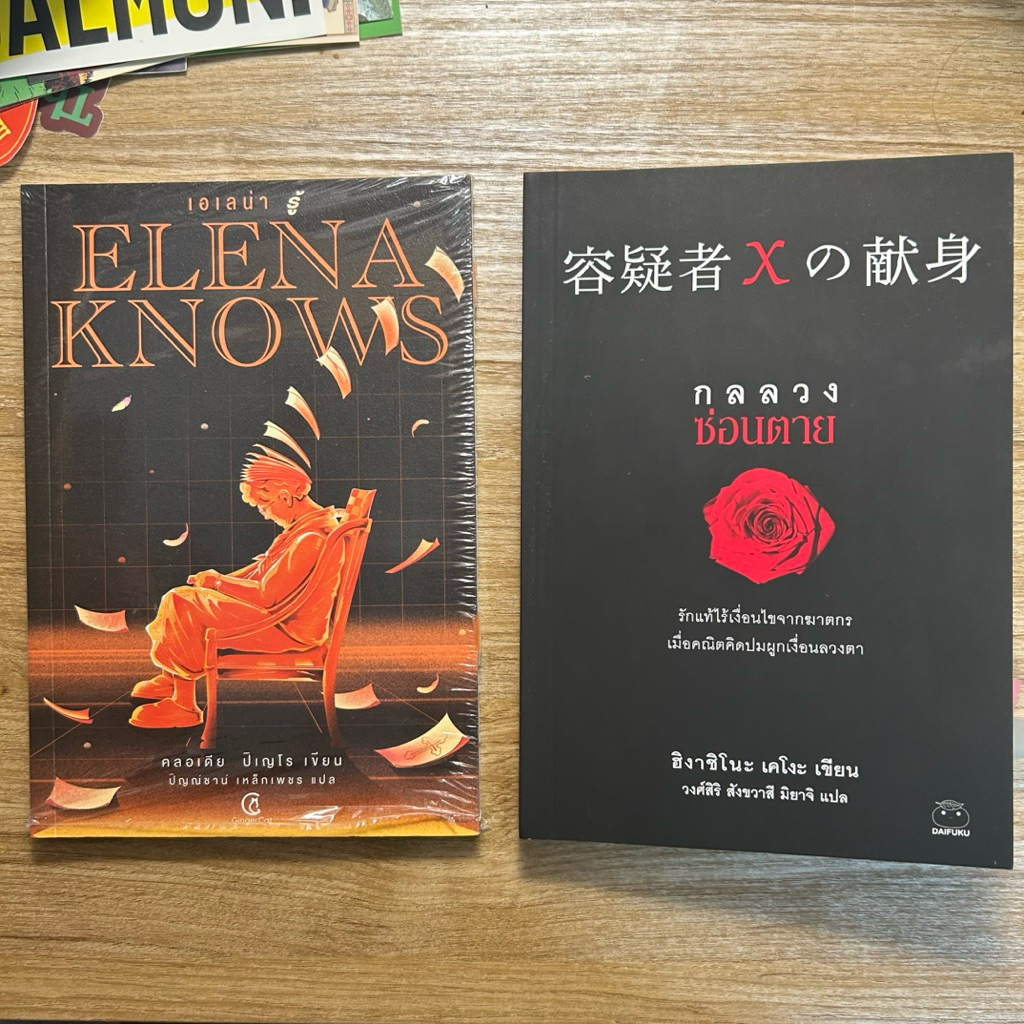 เอเลน่า รู้
ELENA
KNOWS
คลอเดีย ปิเญโร เขียน
ปิญณ์ชาน์ เหล็กเพชร แปล
GingerCat
容疑者Xの献身
กลลวง
ซ่อนตาย
รักแท้ไร้เงื่อนไขจากฆาตกร
เมื่อคณิตคิดปมผูกเงื่อนลวงตา
ฮิงาชิโนะ เคโงะ เขียน
วงศ์สิริ สังขวาสี มิยาจิ แปล
DAIFUKU